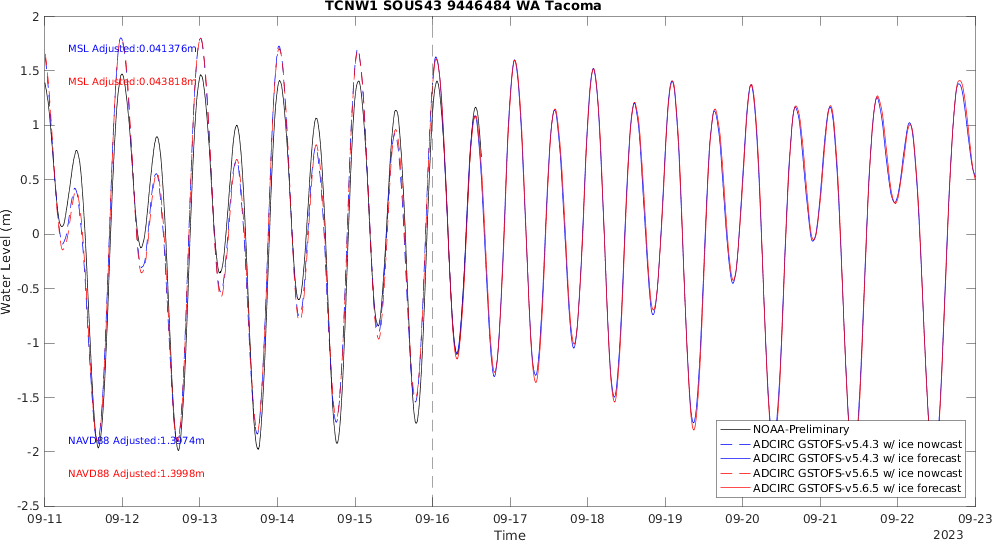 TCNW1 SOUS43 9446484 WA Tacoma
2
1.5
1
0.5
0
-0.5
-1
-1.5
-2
-2.5
Water Level (m)
MSL Adjusted:0.041376m
MSL Adjusted:0.043818m
NAVD88 Adjusted:1.3974m
NAVD88 Adjusted:1.3998m
NOAA-Preliminary
ADCIRC GSTOFS-v5.4.3 w/ ice nowcast
ADCIRC GSTOFS-v5.4.3 w/ ice forecast
ADCIRC GSTOFS-v5.6.5 w/ ice nowcast
ADCIRC GSTOFS-v5.6.5 w/ ice forecast
09-11 09-12 09-13 09-14 09-15 09-16 09-17 09-18 09-19 09-20 09-21 09-22 09-23
Time
2023